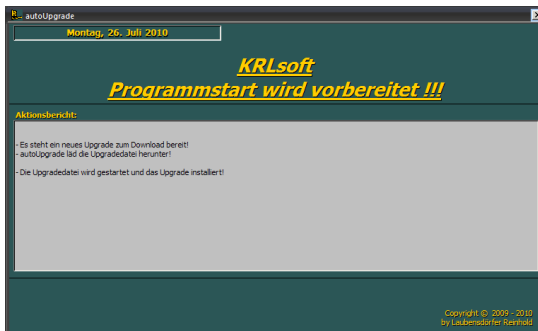 autoUpgrade
Montag, 26. Juli 2010
KRLsoft
Programmstart wird vorbereitet !!!
Aktionsbericht:
- Es steht ein neues Upgrade zum Download bereit!
- autoUpgrade läd die Upgradedatei herunter!
- Die Upgradedatei wird gestartet und das Upgrade installiert!
Copyright © 2009 - 2010
by Laubensdörfer Reinhold